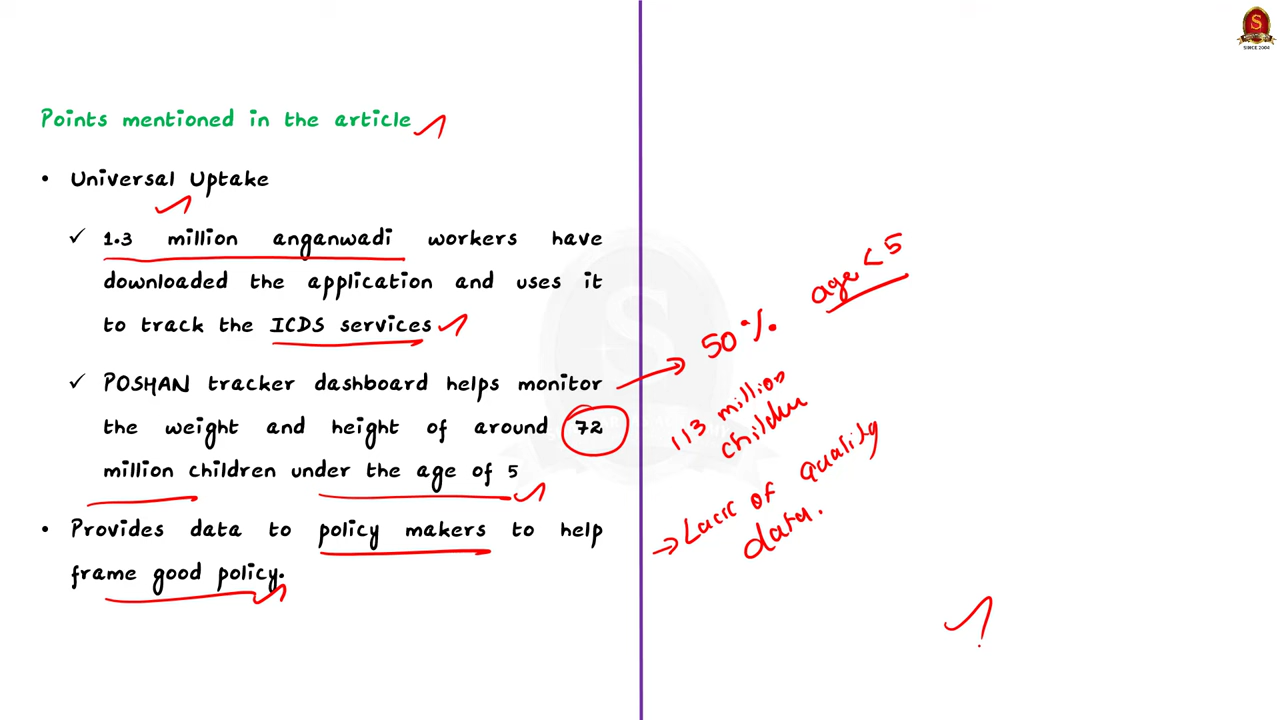 Points mentioned in the article
• Universal Uptake
✓ 1.3 million anganwadi workers have
downloaded the application and uses it
to track the ICDS services
✓ POSHAN tracker dashboard helps monitor
the weight and height of around 72
million children under the age of 5
• Provides data to policy makers to help
frame good policy.
age < 5
50%
113 million
children
→ Lack of quality
data.
S
SINCE 2004